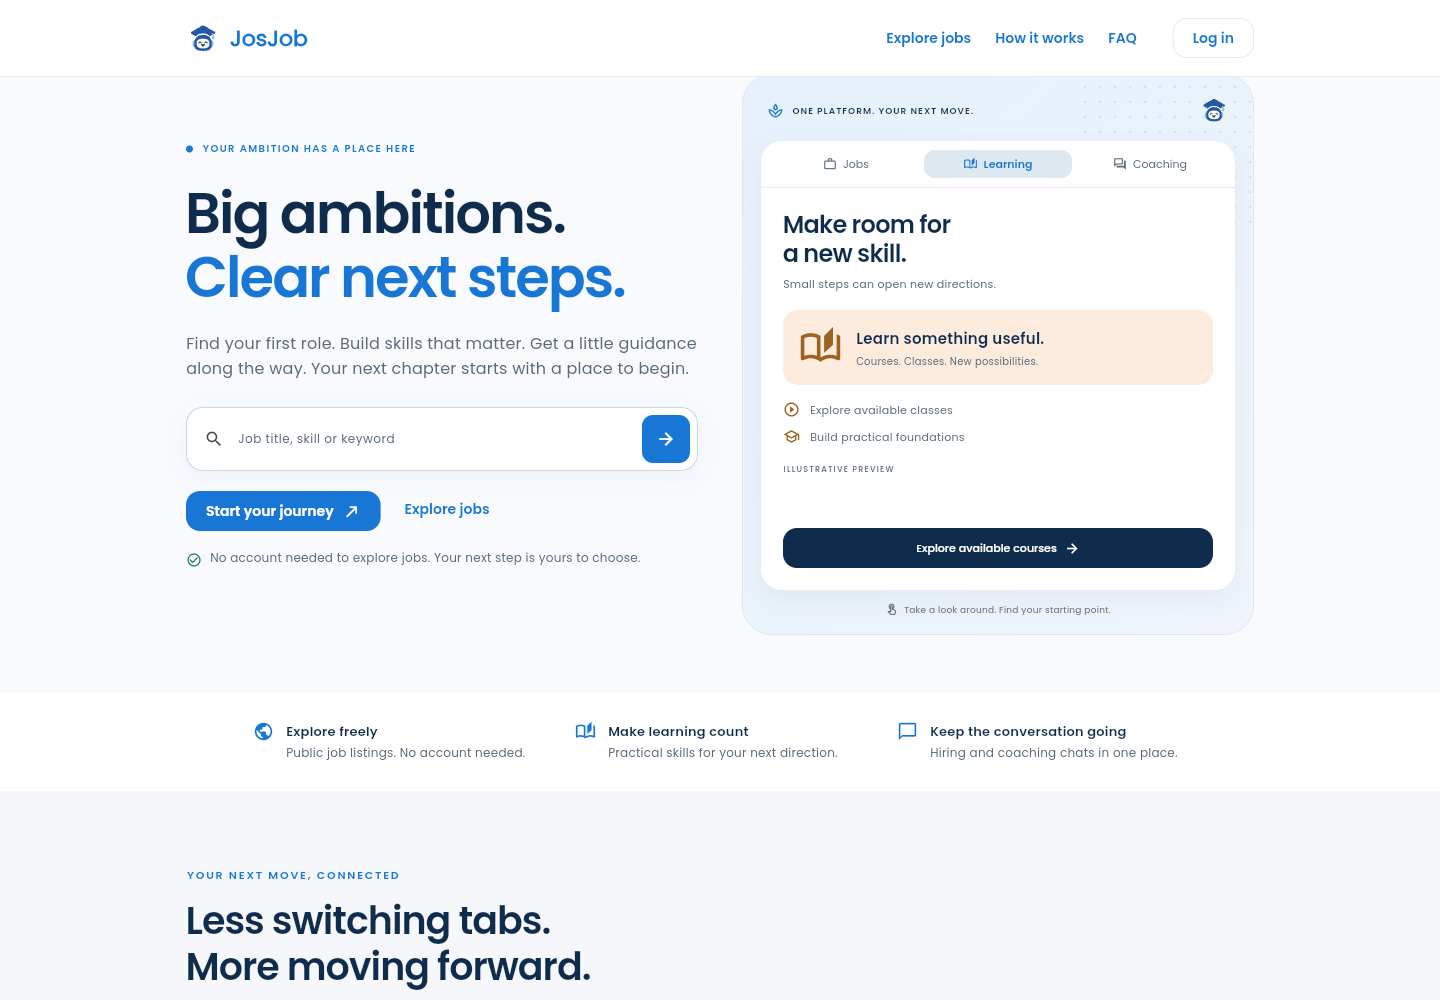 JosJob
Explore jobs
How it works
FAQ
Log in
YOUR AMBITION HAS A PLACE HERE
Big ambitions.
Clear next steps.
Find your first role. Build skills that matter. Get a little guidance
along the way. Your next chapter starts with a place to begin.
Job title, skill or keyword
Start your journey
Explore jobs
No account needed to explore jobs. Your next step is yours to choose.
ONE PLATFORM. YOUR NEXT MOVE.
Jobs
Learning
Coaching
Make room for
a new skill.
Small steps can open new directions.
Learn something useful.
Courses. Classes. New possibilities.
Explore available classes
Build practical foundations
ILLUSTRATIVE PREVIEW
Explore available courses
Take a look around. Find your starting point.
Explore freely
Public job listings. No account needed.
Make learning count
Practical skills for your next direction.
Keep the conversation going
Hiring and coaching chats in one place.
YOUR NEXT MOVE, CONNECTED
Less switching tabs.
More moving forward.